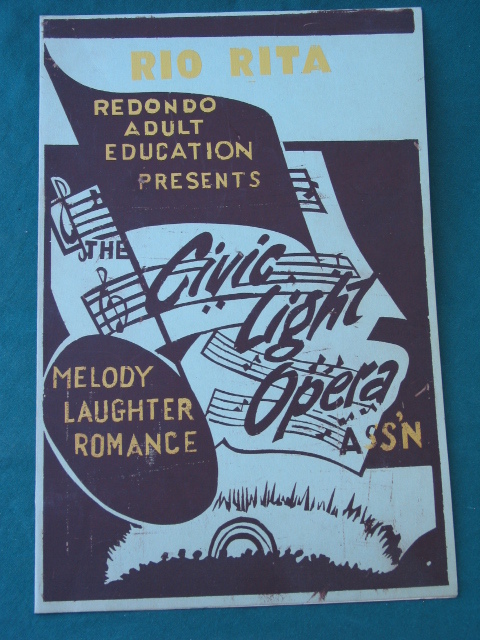 RIO RITA
REDONDO
ADULT
EDUCATION
PRESENTS
THE
Civic
Light
Opera
ASS'N
MELODY
LAUGHTER
ROMANCE